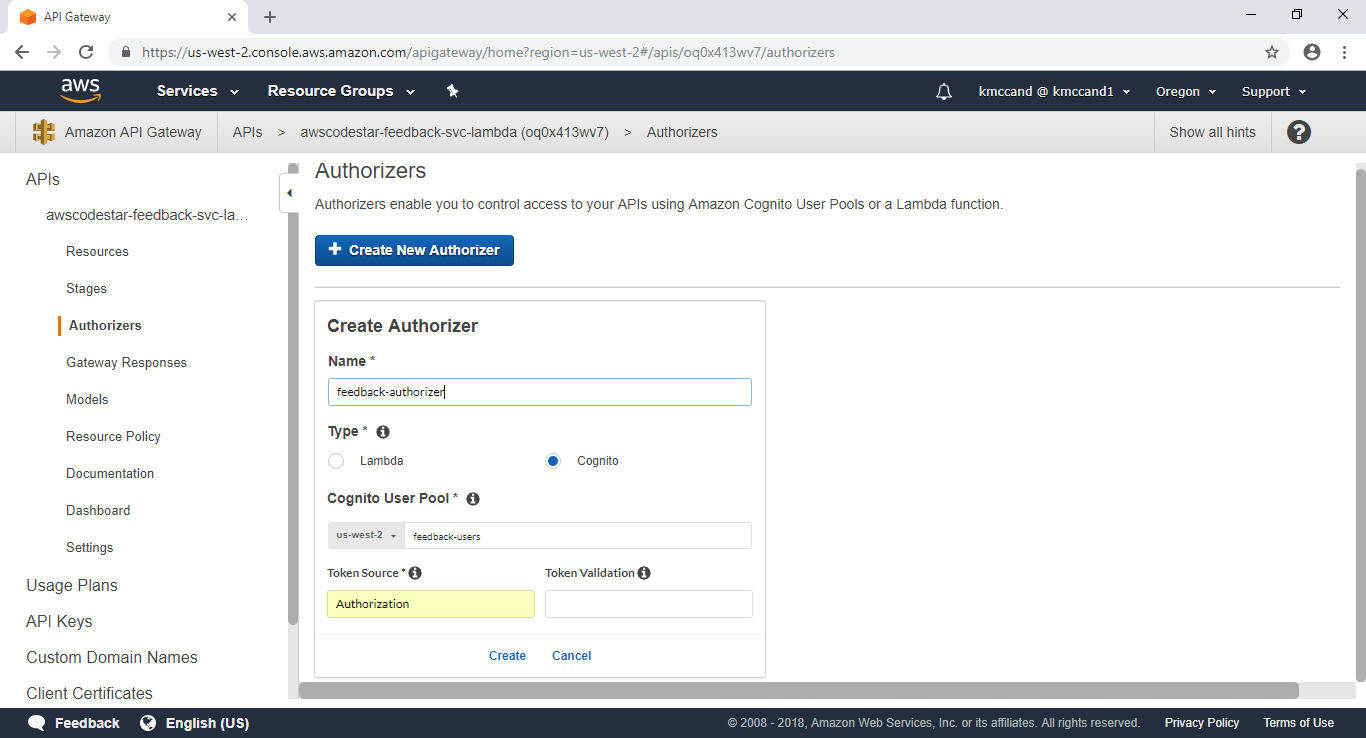 API Gateway
https://us-west-2.console.aws.amazon.com/apigateway/home?region=us-west-2#/apis/oq0x413wv7/authorizers
aws Services Resource Groups kmccand @ kmccand1 Oregon Support
Amazon API Gateway APIs > awscodestar-feedback-svc-lambda (oq0x413wv7) > Authorizers Show all hints ?
APIs
awscodestar-feedback-svc-la...
Resources
Stages
Authorizers
Gateway Responses
Models
Resource Policy
Documentation
Dashboard
Settings
Usage Plans
API Keys
Custom Domain Names
Client Certificates
Authorizers
Authorizers enable you to control access to your APIs using Amazon Cognito User Pools or a Lambda function.
+ Create New Authorizer
Create Authorizer
Name *
feedback-authorizer
Type *
Lambda Cognito
Cognito User Pool *
us-west-2 feedback-users
Token Source * Token Validation
Authorization
Create Cancel
Feedback English (US) © 2008 - 2018, Amazon Web Services, Inc. or its affiliates. All rights reserved. Privacy Policy Terms of Use